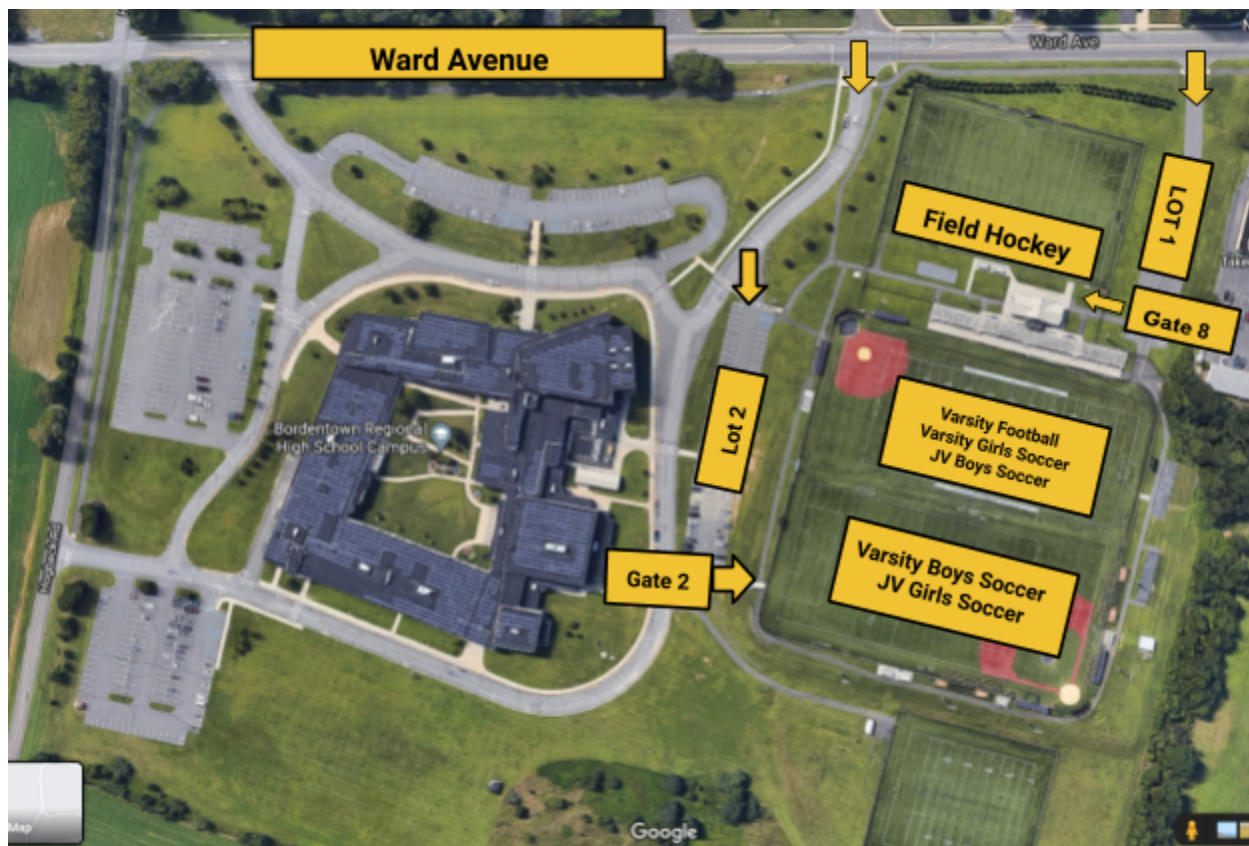 Ward Avenue
Ward Ave
LOT 1
Field Hockey
Take
Gate 8
Lot 2
Varsity Football
Varsity Girls Soccer
JV Boys Soccer
Bordentown Regional
High School Campus
Varsity Boys Soccer
JV Girls Soccer
Gate 2
Map
Google